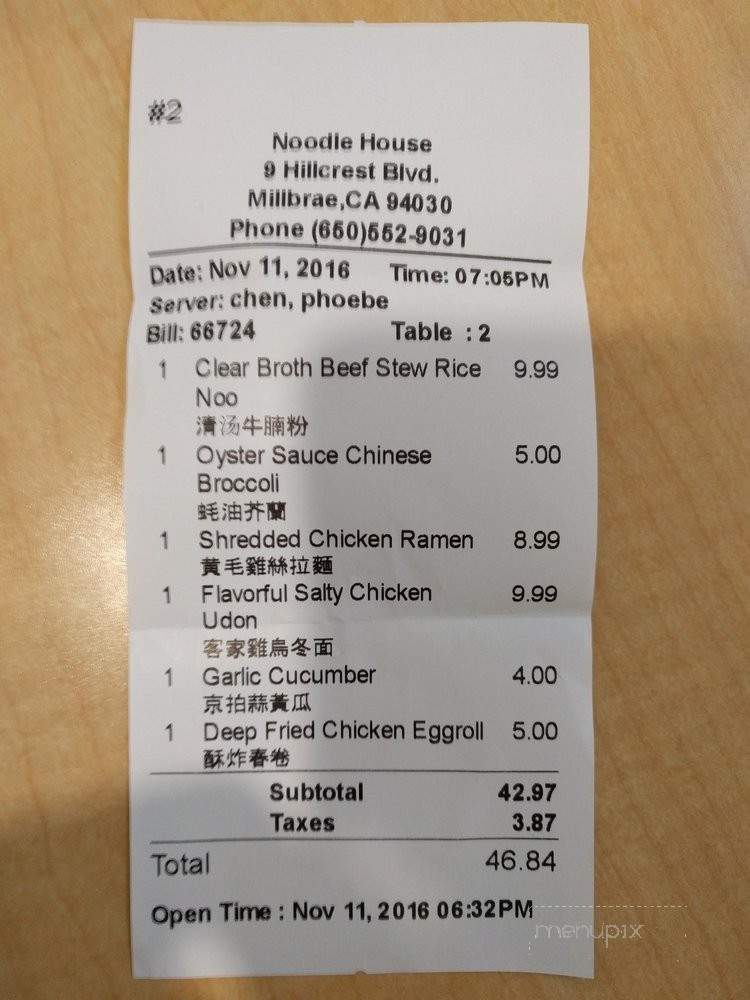 #2
Noodle House
9 Hillcrest Blvd.
Millbrae,CA 94030
Phone (650)552-9031
Date: Nov 11, 2016 Time: 07:05PM
Server: chen, phoebe
Bill: 66724 Table : 2
1 Clear Broth Beef Stew Rice 9.99
Noo
清汤牛腩粉
1 Oyster Sauce Chinese 5.00
Broccoli
蚝油芥蘭
1 Shredded Chicken Ramen 8.99
黃毛雞絲拉麵
1 Flavorful Salty Chicken 9.99
Udon
客家雞烏冬面
1 Garlic Cucumber 4.00
京拍蒜黃瓜
1 Deep Fried Chicken Eggroll 5.00
酥炸春卷
Subtotal 42.97
Taxes 3.87
Total 46.84
Open Time : Nov 11, 2016 06:32PM
menupix